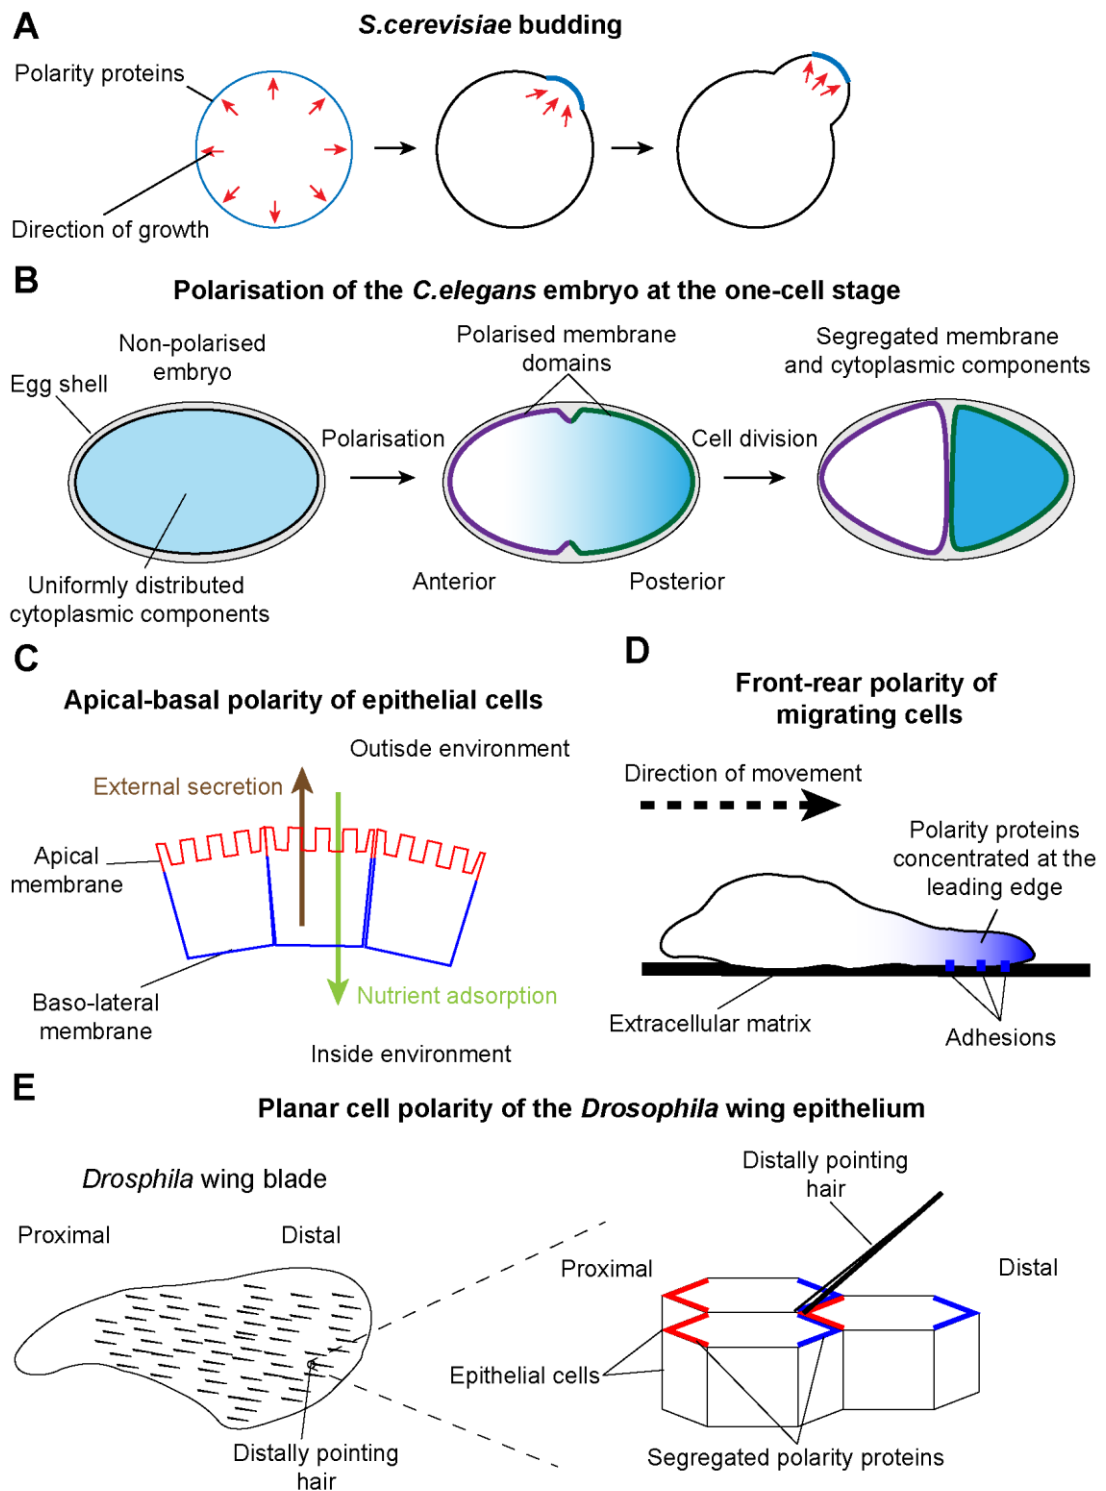 A
S.cerevisiae budding
Polarity proteins
Direction of growth
B
Polarisation of the C.elegans embryo at the one-cell stage
Non-polarised
embryo
Egg shell
Polarised membrane
domains
Segregated membrane
and cytoplasmic components
Polarisation
Cell division
Uniformly distributed
cytoplasmic components
Anterior
Posterior
C
Apical-basal polarity of epithelial cells
Outisde environment
External secretion
Apical
membrane
Baso-lateral
membrane
Nutrient adsorption
Inside environment
D
Front-rear polarity of
migrating cells
Direction of movement
Polarity proteins
concentrated at the
leading edge
Extracellular matrix
Adhesions
E
Planar cell polarity of the Drosophila wing epithelium
Drosphila wing blade
Proximal
Distal
Distally pointing
hair
Distally pointing
hair
Proximal
Distal
Epithelial cells
Segregated polarity proteins